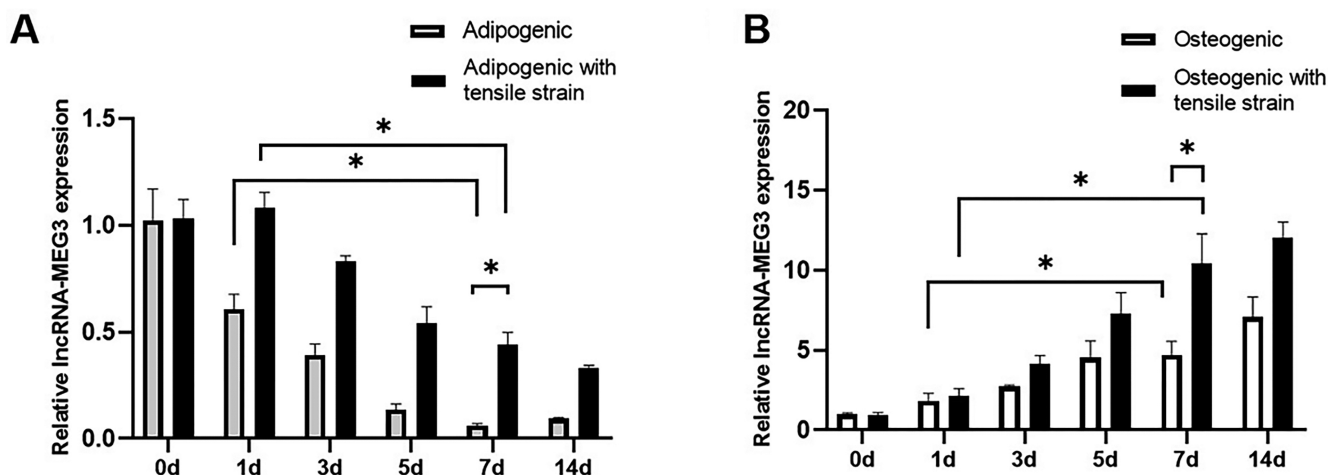 A
Adipogenic
Adipogenic with
tensile strain
Relative lncRNA-MEG3 expression
1.5
1.0
0.5
0.0
*
*
*
0d 1d 3d 5d 7d 14d
B
Osteogenic
Osteogenic with
tensile strain
Relative lncRNA-MEG3 expression
20
15
10
5
0
*
*
*
0d 1d 3d 5d 7d 14d